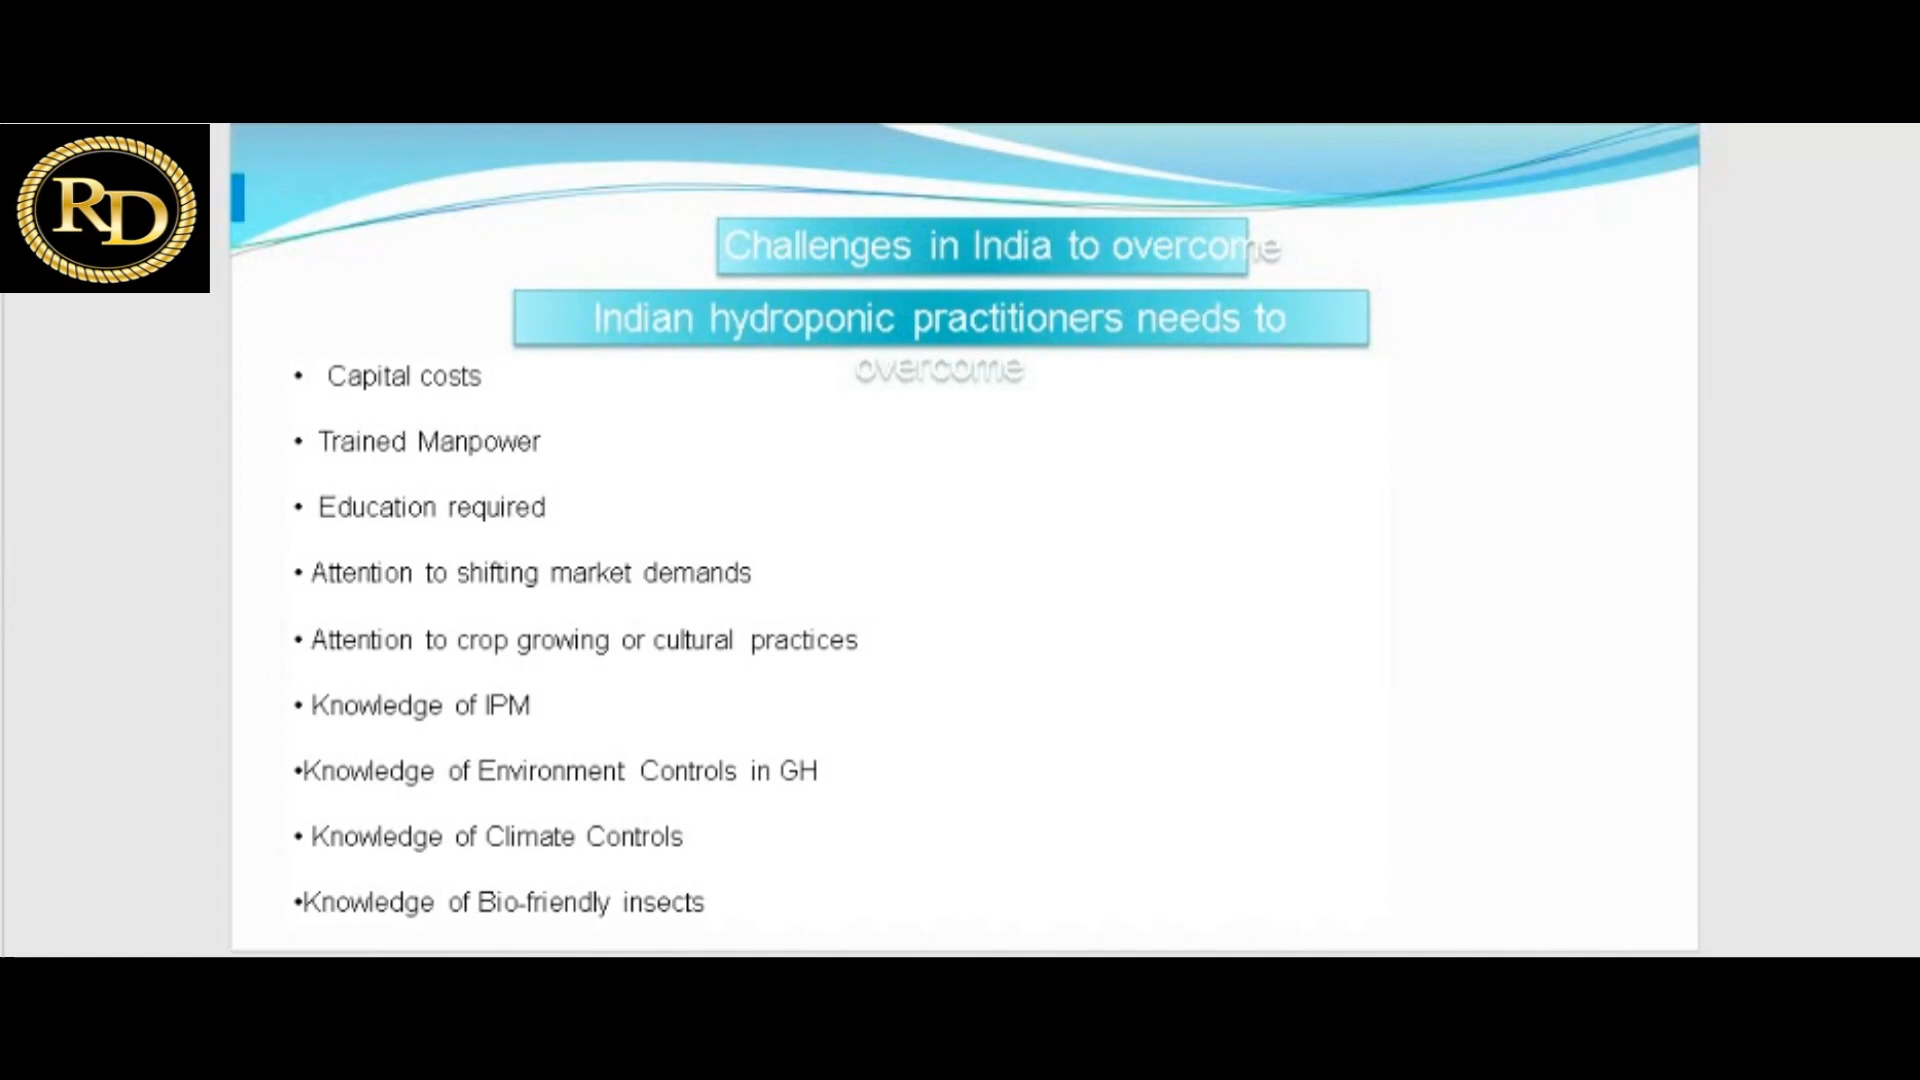 RD
Challenges in India to overcome
Indian hydroponic practitioners needs to
overcome
• Capital costs
• Trained Manpower
• Education required
• Attention to shifting market demands
• Attention to crop growing or cultural practices
• Knowledge of IPM
•Knowledge of Environment Controls in GH
• Knowledge of Climate Controls
•Knowledge of Bio-friendly insects